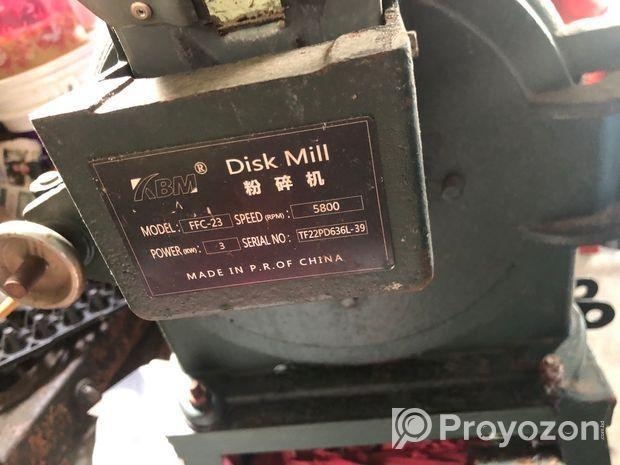 KBM® Disk Mill
粉碎机
MODEL: FFC-23 SPEED (RPM): 5800
POWER (KW): 3 SERIAL NO: TF22PD636L-39
MADE IN P.R.OF CHINA
Proyozon